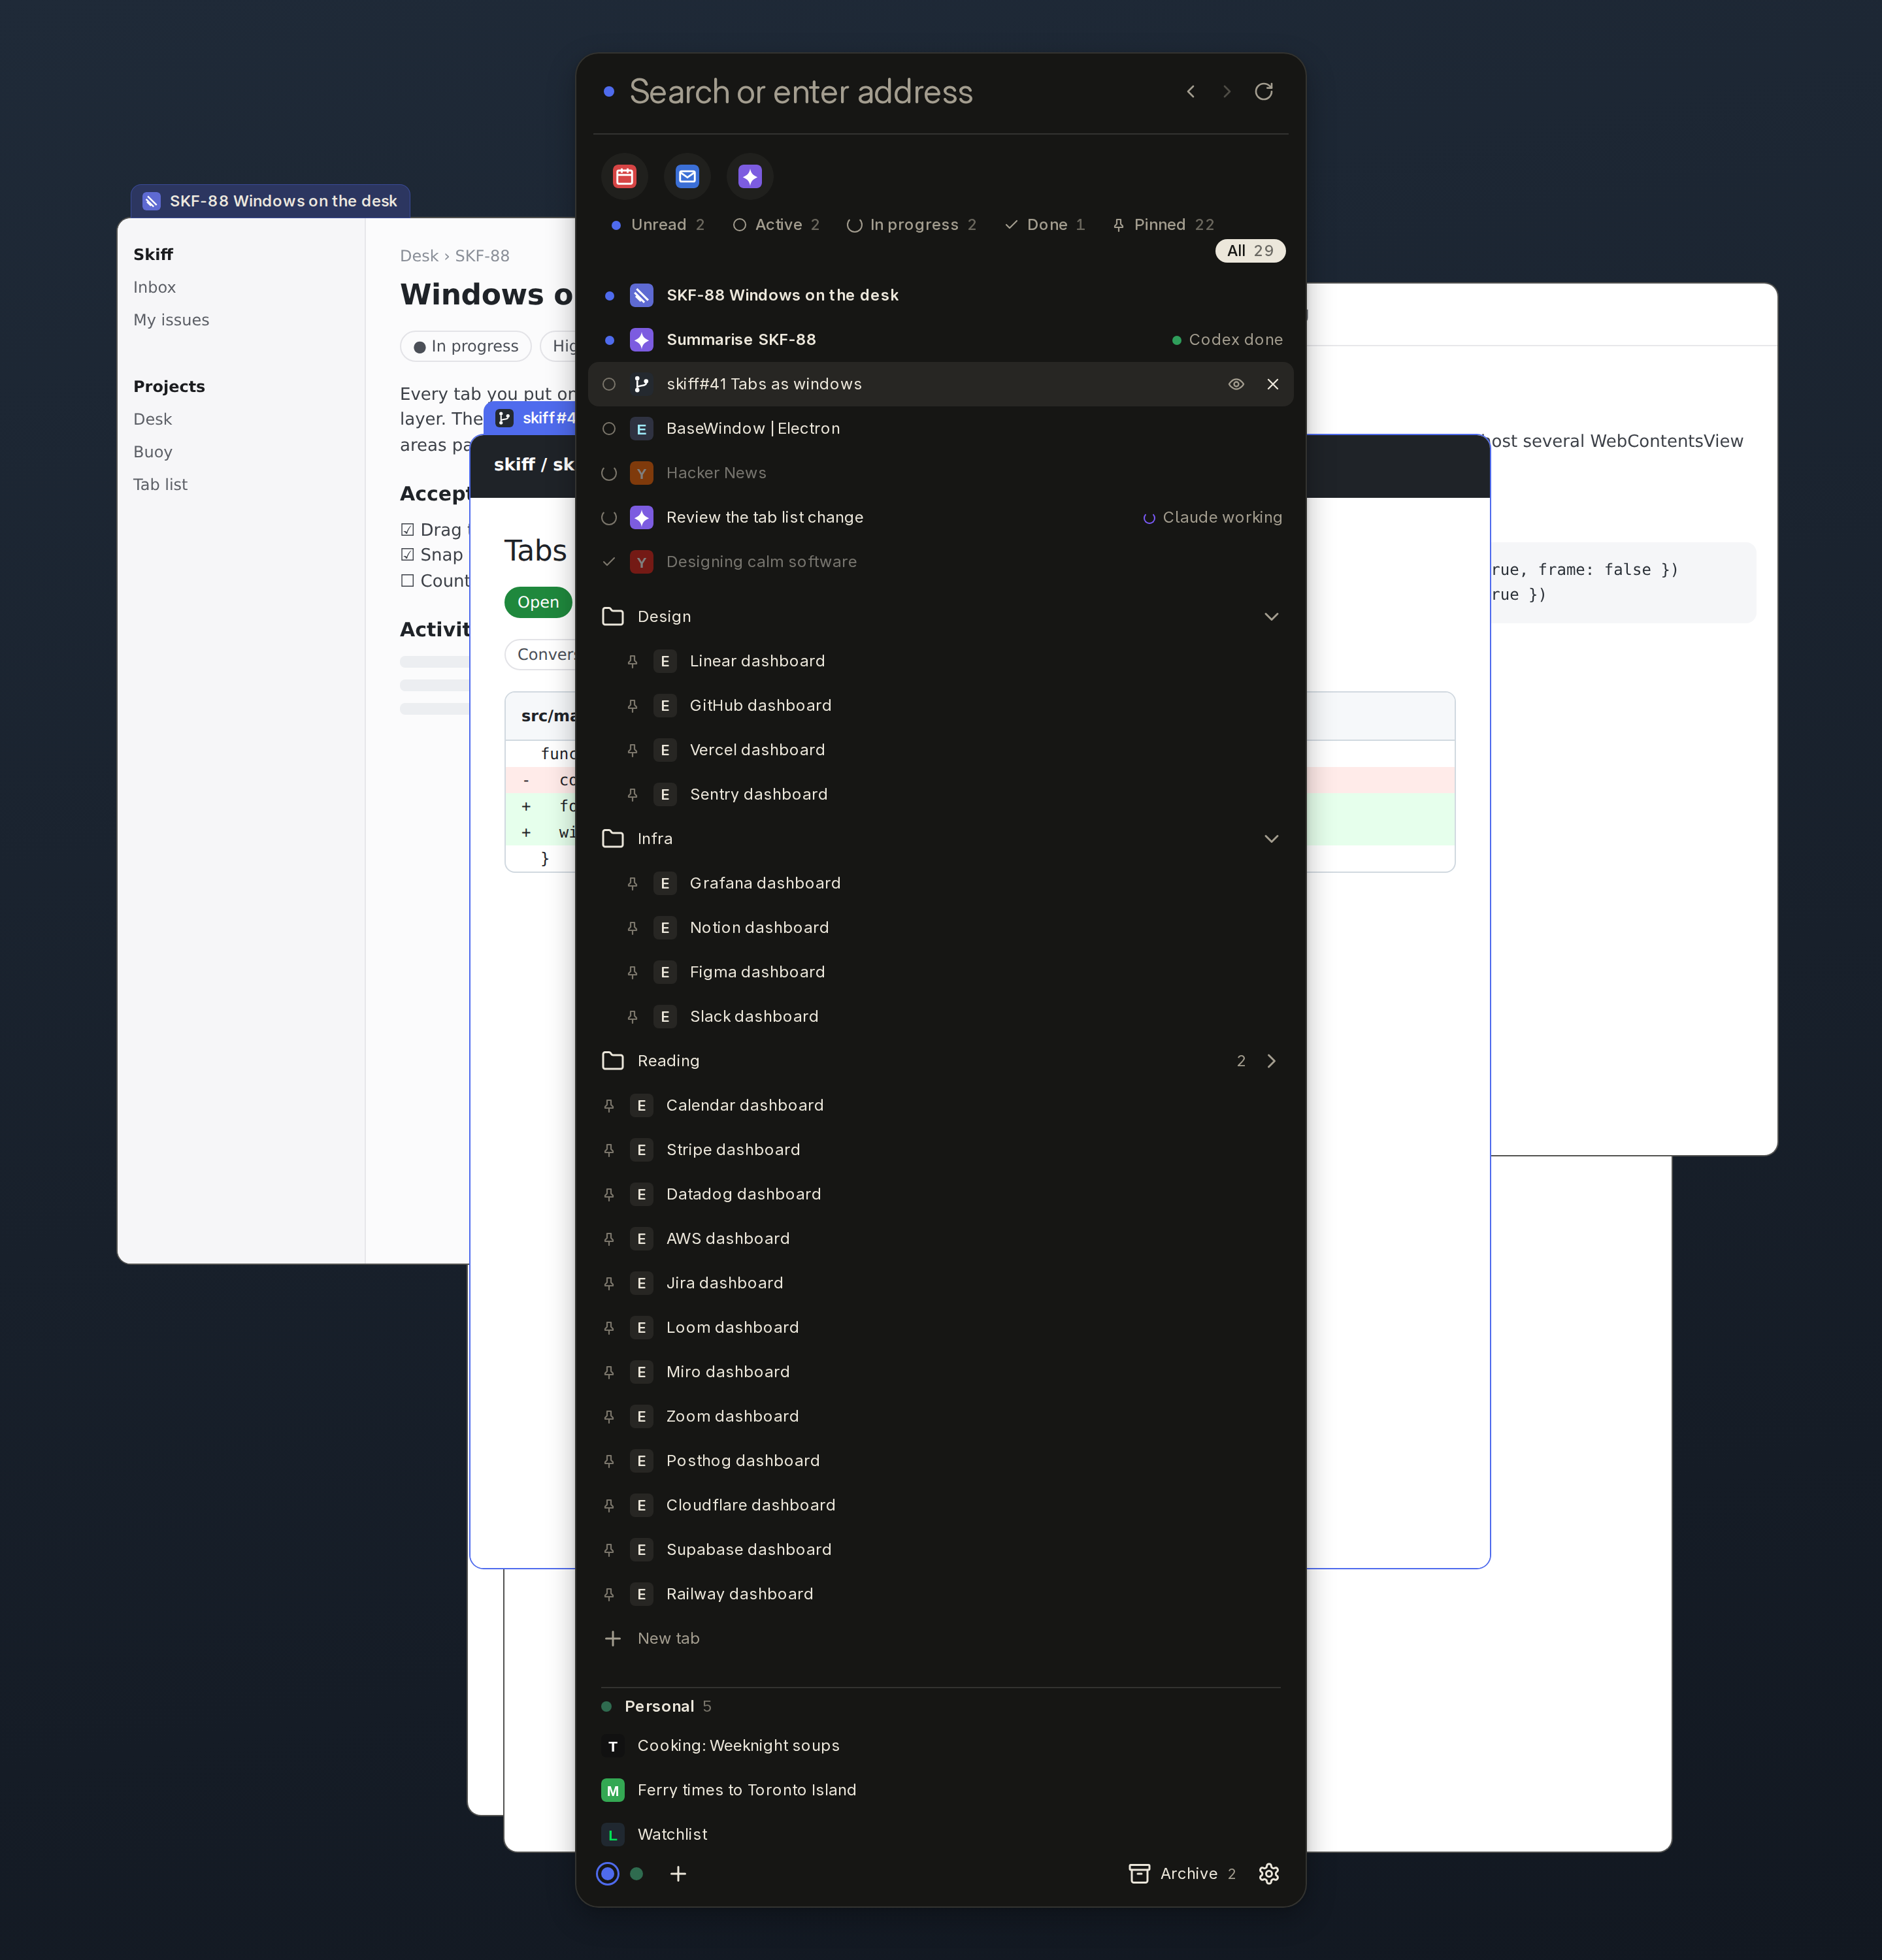 Search or enter address
SKF-88 Windows on the desk
Skiff
Inbox
My issues
Projects
Desk
Buoy
Tab list
Desk › SKF-88
Windows o
In progress
Hig
Every tab you put on
layer. The
areas pa
Accept
☑ Drag
☑ Snap
☐ Count
Activit
skiff#4
skiff / sk
Tabs
Open
Convers
src/ma
func
- co
+ fo
+ wi
}
Unread 2
Active 2
In progress 2
Done 1
Pinned 22
All 29
SKF-88 Windows on the desk
Summarise SKF-88
Codex done
skiff#41 Tabs as windows
E BaseWindow | Electron
Y Hacker News
Review the tab list change
Claude working
Y Designing calm software
Design
E Linear dashboard
E GitHub dashboard
E Vercel dashboard
E Sentry dashboard
Infra
E Grafana dashboard
E Notion dashboard
E Figma dashboard
E Slack dashboard
Reading 2
E Calendar dashboard
E Stripe dashboard
E Datadog dashboard
E AWS dashboard
E Jira dashboard
E Loom dashboard
E Miro dashboard
E Zoom dashboard
E Posthog dashboard
E Cloudflare dashboard
E Supabase dashboard
E Railway dashboard
New tab
Personal 5
T Cooking: Weeknight soups
M Ferry times to Toronto Island
L Watchlist
Archive 2
ost several WebContentsView
rue, frame: false })
rue })